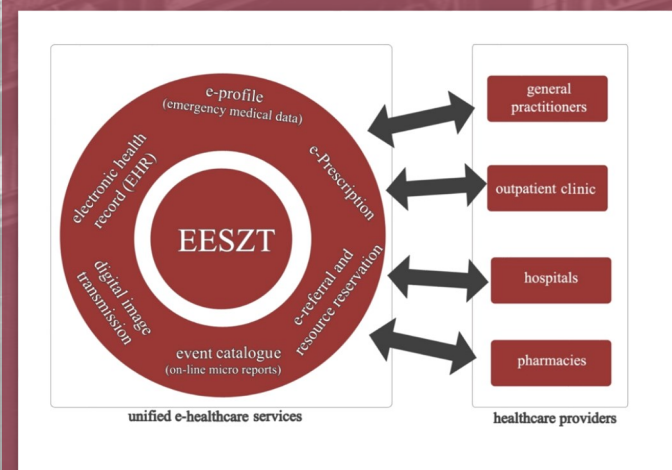 e-profile
(emergency medical data)
e-Prescription
e-referral and
resource reservation
event catalogue
(on-line micro reports)
digital image
transmission
electronic health
record (EHR)
EESZT
unified e-healthcare services
general
practitioners
outpatient clinic
hospitals
pharmacies
healthcare providers